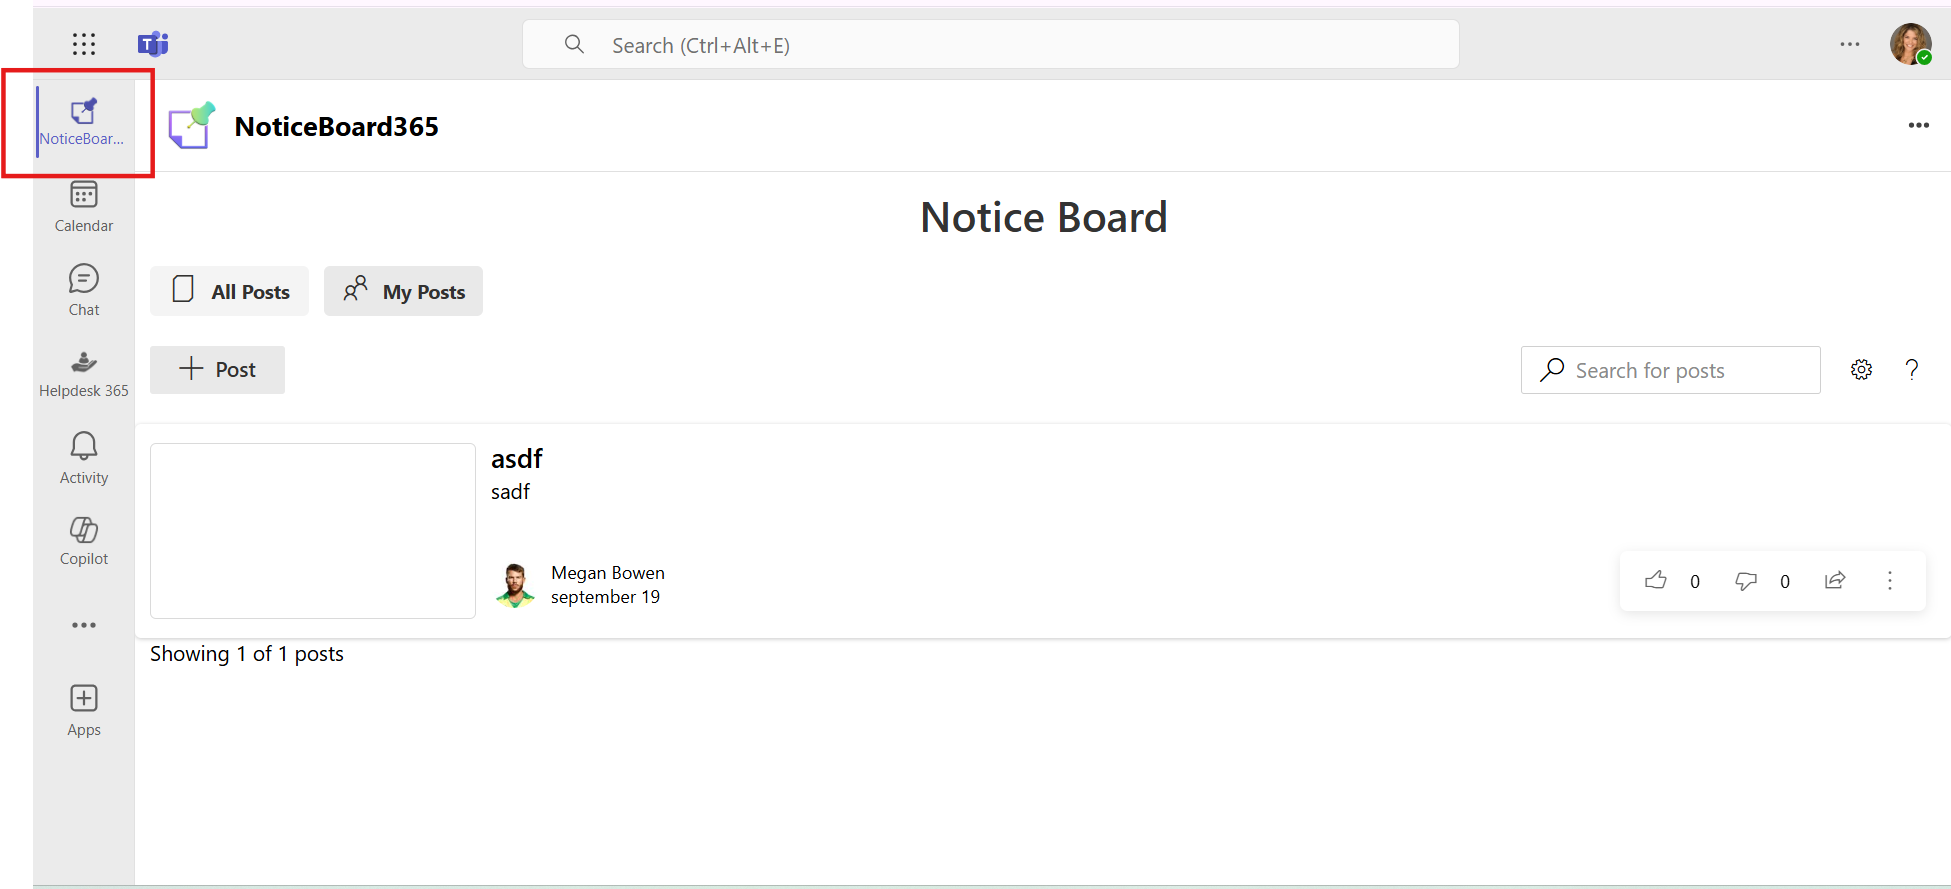 Search (Ctrl+Alt+E)
NoticeBoar...
NoticeBoard365
Calendar
Chat
Helpdesk 365
Activity
Copilot
Apps
Notice Board
All Posts
My Posts
Post
Search for posts
?
asdf
sadf
Megan Bowen
september 19
0
0
Showing 1 of 1 posts